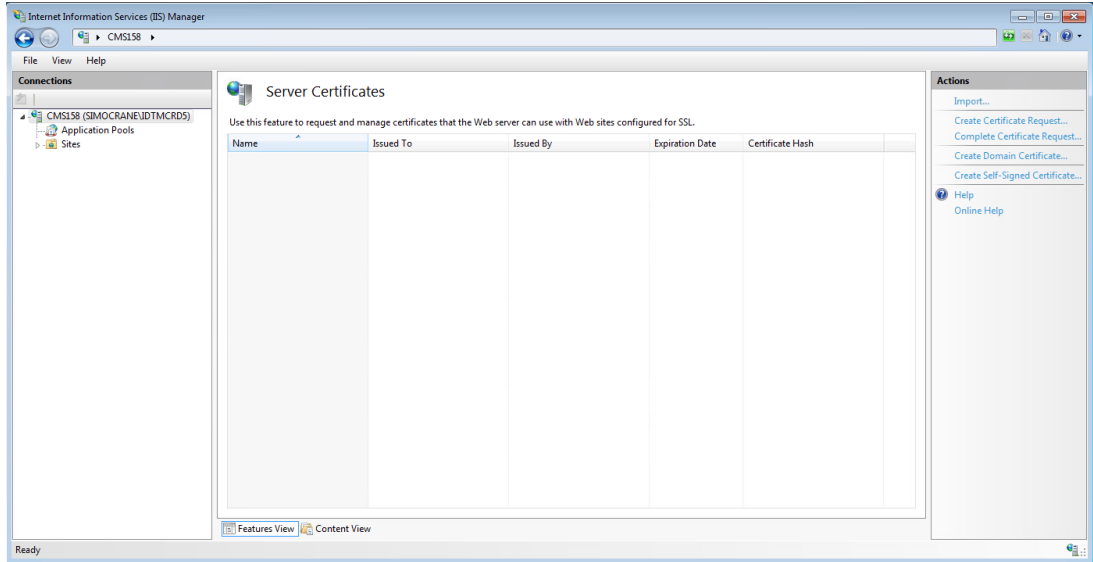 Internet Information Services (IIS) Manager
CMS158
File View Help
Connections
CMS158 (SIMOCRANE\IDTMCRD5)
Application Pools
Sites
Server Certificates
Use this feature to request and manage certificates that the Web server can use with Web sites configured for SSL.
Name Issued To Issued By Expiration Date Certificate Hash
Features View Content View
Actions
Import...
Create Certificate Request...
Complete Certificate Request...
Create Domain Certificate...
Create Self-Signed Certificate...
Help
Online Help
Ready